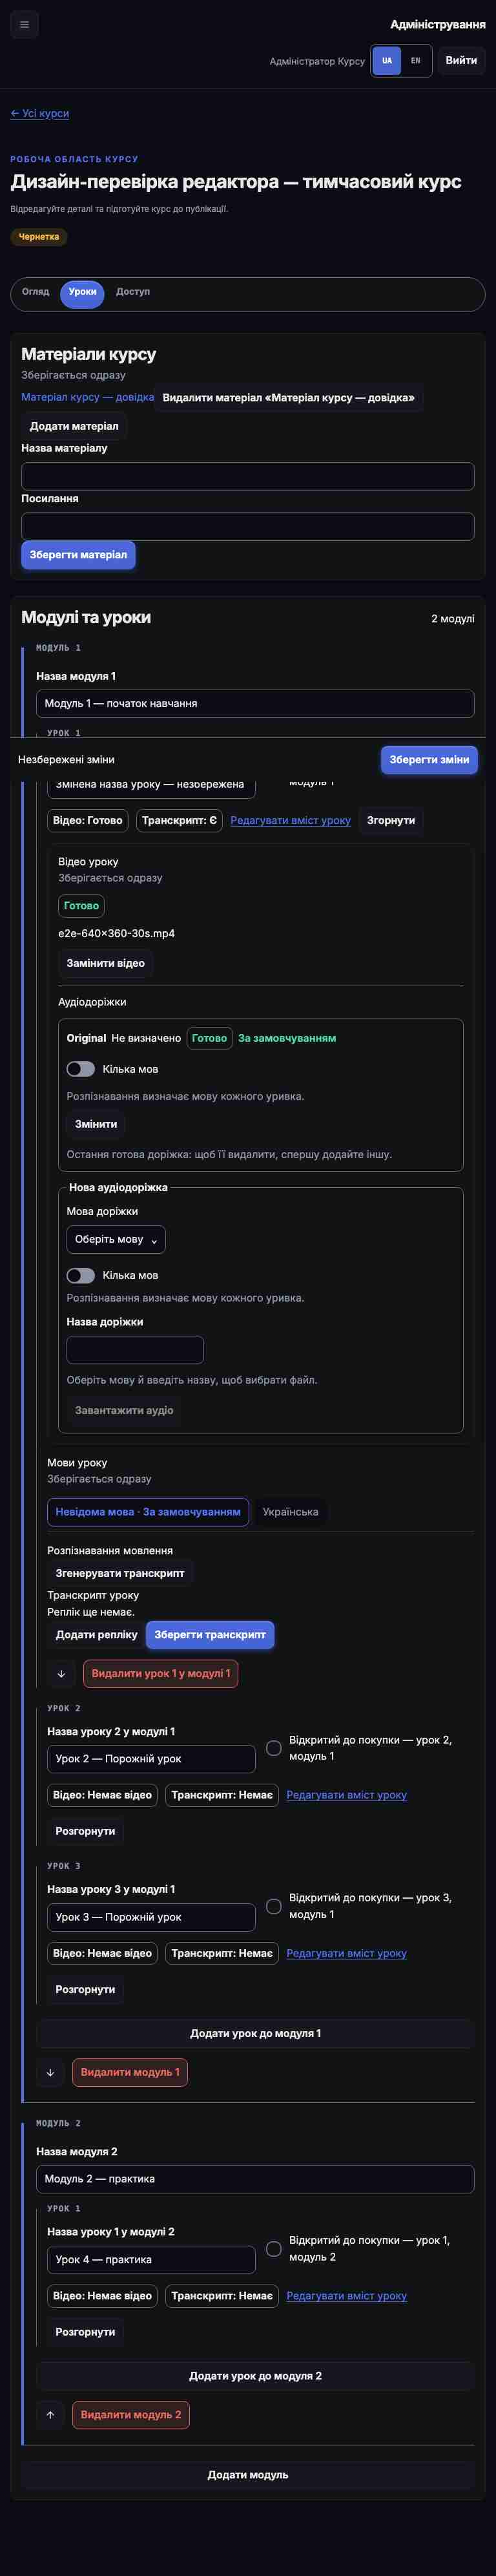 Адміністрування
Адміністратор Курсу
UA
EN
Вийти
← Усі курси
РОБОЧА ОБЛАСТЬ КУРСУ
Дизайн-перевірка редактора — тимчасовий курс
Відредагуйте деталі та підготуйте курс до публікації.
Чернетка
Огляд
Уроки
Доступ
Матеріали курсу
Зберігається одразу
Матеріал курсу — довідка
Видалити матеріал «Матеріал курсу — довідка»
Додати матеріал
Назва матеріалу
Посилання
Зберегти матеріал
Модулі та уроки
2 модулі
МОДУЛЬ 1
Назва модуля 1
Модуль 1 — початок навчання
УРОК 1
Незбережені зміни
Зберегти зміни
Змінена назва уроку — незбережена
модуль 1
Відео: Готово
Транскрипт: Є
Редагувати вміст уроку
Згорнути
Відео уроку
Зберігається одразу
Готово
e2e-640×360-30s.mp4
Замінити відео
Аудіодоріжки
Original Не визначено Готово За замовчуванням
Кілька мов
Розпізнавання визначає мову кожного уривка.
Змінити
Остання готова доріжка: щоб її видалити, спершу додайте іншу.
Нова аудіодоріжка
Мова доріжки
Оберіть мову
Кілька мов
Розпізнавання визначає мову кожного уривка.
Назва доріжки
Оберіть мову й введіть назву, щоб вибрати файл.
Завантажити аудіо
Мови уроку
Зберігається одразу
Невідома мова · За замовчуванням
Українська
Розпізнавання мовлення
Згенерувати транскрипт
Транскрипт уроку
Реплік ще немає.
Додати репліку
Зберегти транскрипт
↓
Видалити урок 1 у модулі 1
УРОК 2
Назва уроку 2 у модулі 1
Урок 2 — Порожній урок
Відкритий до покупки — урок 2,
модуль 1
Відео: Немає відео
Транскрипт: Немає
Редагувати вміст уроку
Розгорнути
УРОК 3
Назва уроку 3 у модулі 1
Урок 3 — Порожній урок
Відкритий до покупки — урок 3,
модуль 1
Відео: Немає відео
Транскрипт: Немає
Редагувати вміст уроку
Розгорнути
Додати урок до модуля 1
↓
Видалити модуль 1
МОДУЛЬ 2
Назва модуля 2
Модуль 2 — практика
УРОК 1
Назва уроку 1 у модулі 2
Урок 4 — практика
Відкритий до покупки — урок 1,
модуль 2
Відео: Немає відео
Транскрипт: Немає
Редагувати вміст уроку
Розгорнути
Додати урок до модуля 2
↑
Видалити модуль 2
Додати модуль